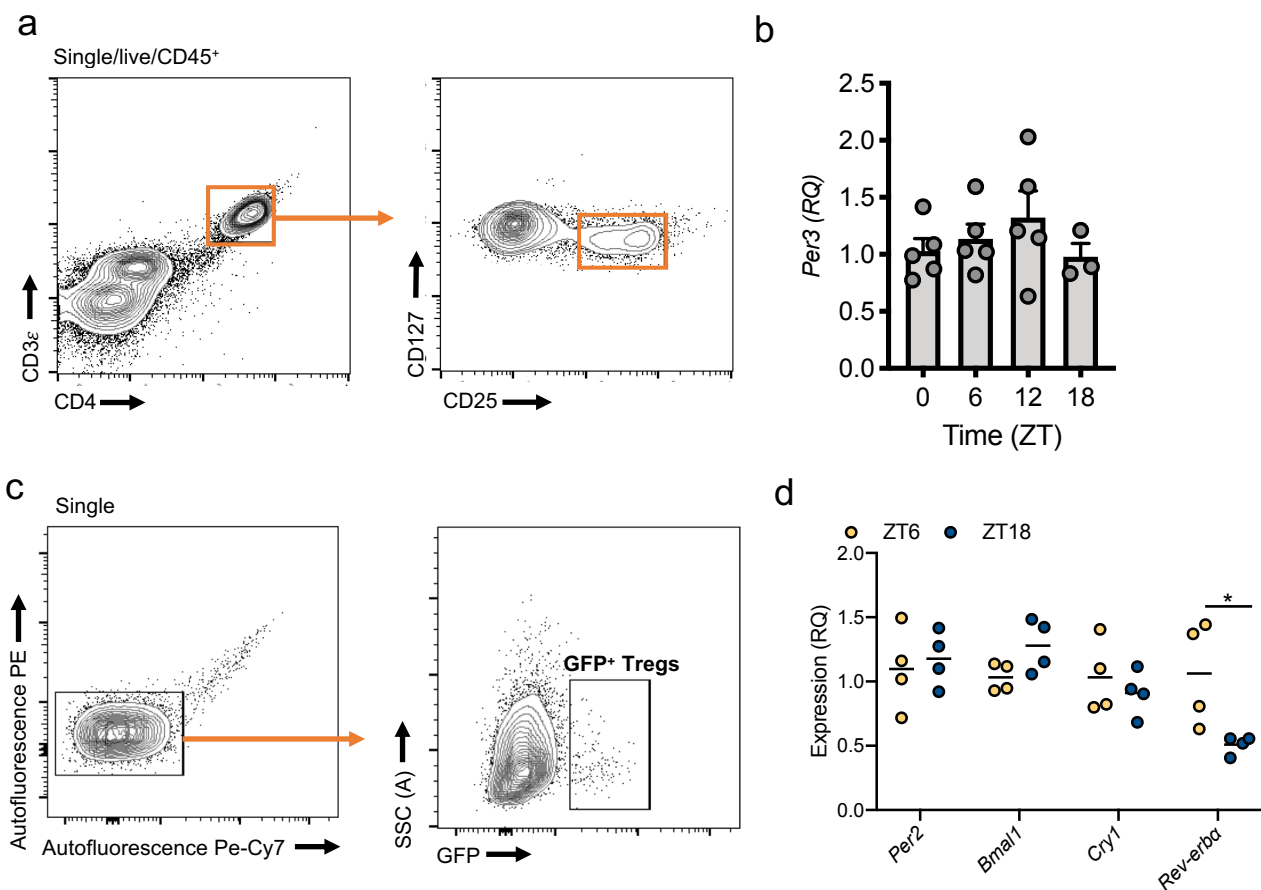 a
Single/live/CD45⁺
CD3ε
CD4
CD127
CD25
b
2.5
2.0
1.5
1.0
0.5
0.0
Per3 (RQ)
0 6 12 18
Time (ZT)
c
Single
Autofluorescence PE
Autofluorescence Pe-Cy7
GFP⁺ Tregs
SSC (A)
GFP
d
ZT6 ZT18
2.0
1.5
1.0
0.5
0.0
Expression (RQ)
*
Per2 Bmal1 Cry1 Rev-erbα